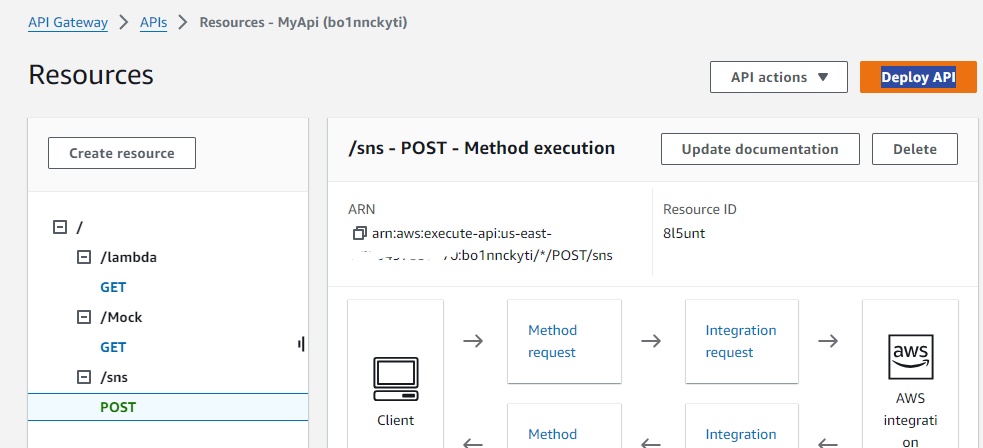 API Gateway > APIs > Resources - MyApi (bo1nnckyti)
Resources
API actions ▼
Deploy API
Create resource
/
/lambda
GET
/Mock
GET
/sns
POST
/sns - POST - Method execution
Update documentation
Delete
ARN
arn:aws:execute-api:us-east-
:bo1nnckyti/*/POST/sns
Resource ID
8l5unt
Client
Method
request
Integration
request
aws
AWS
integrati
on
Method
Integration